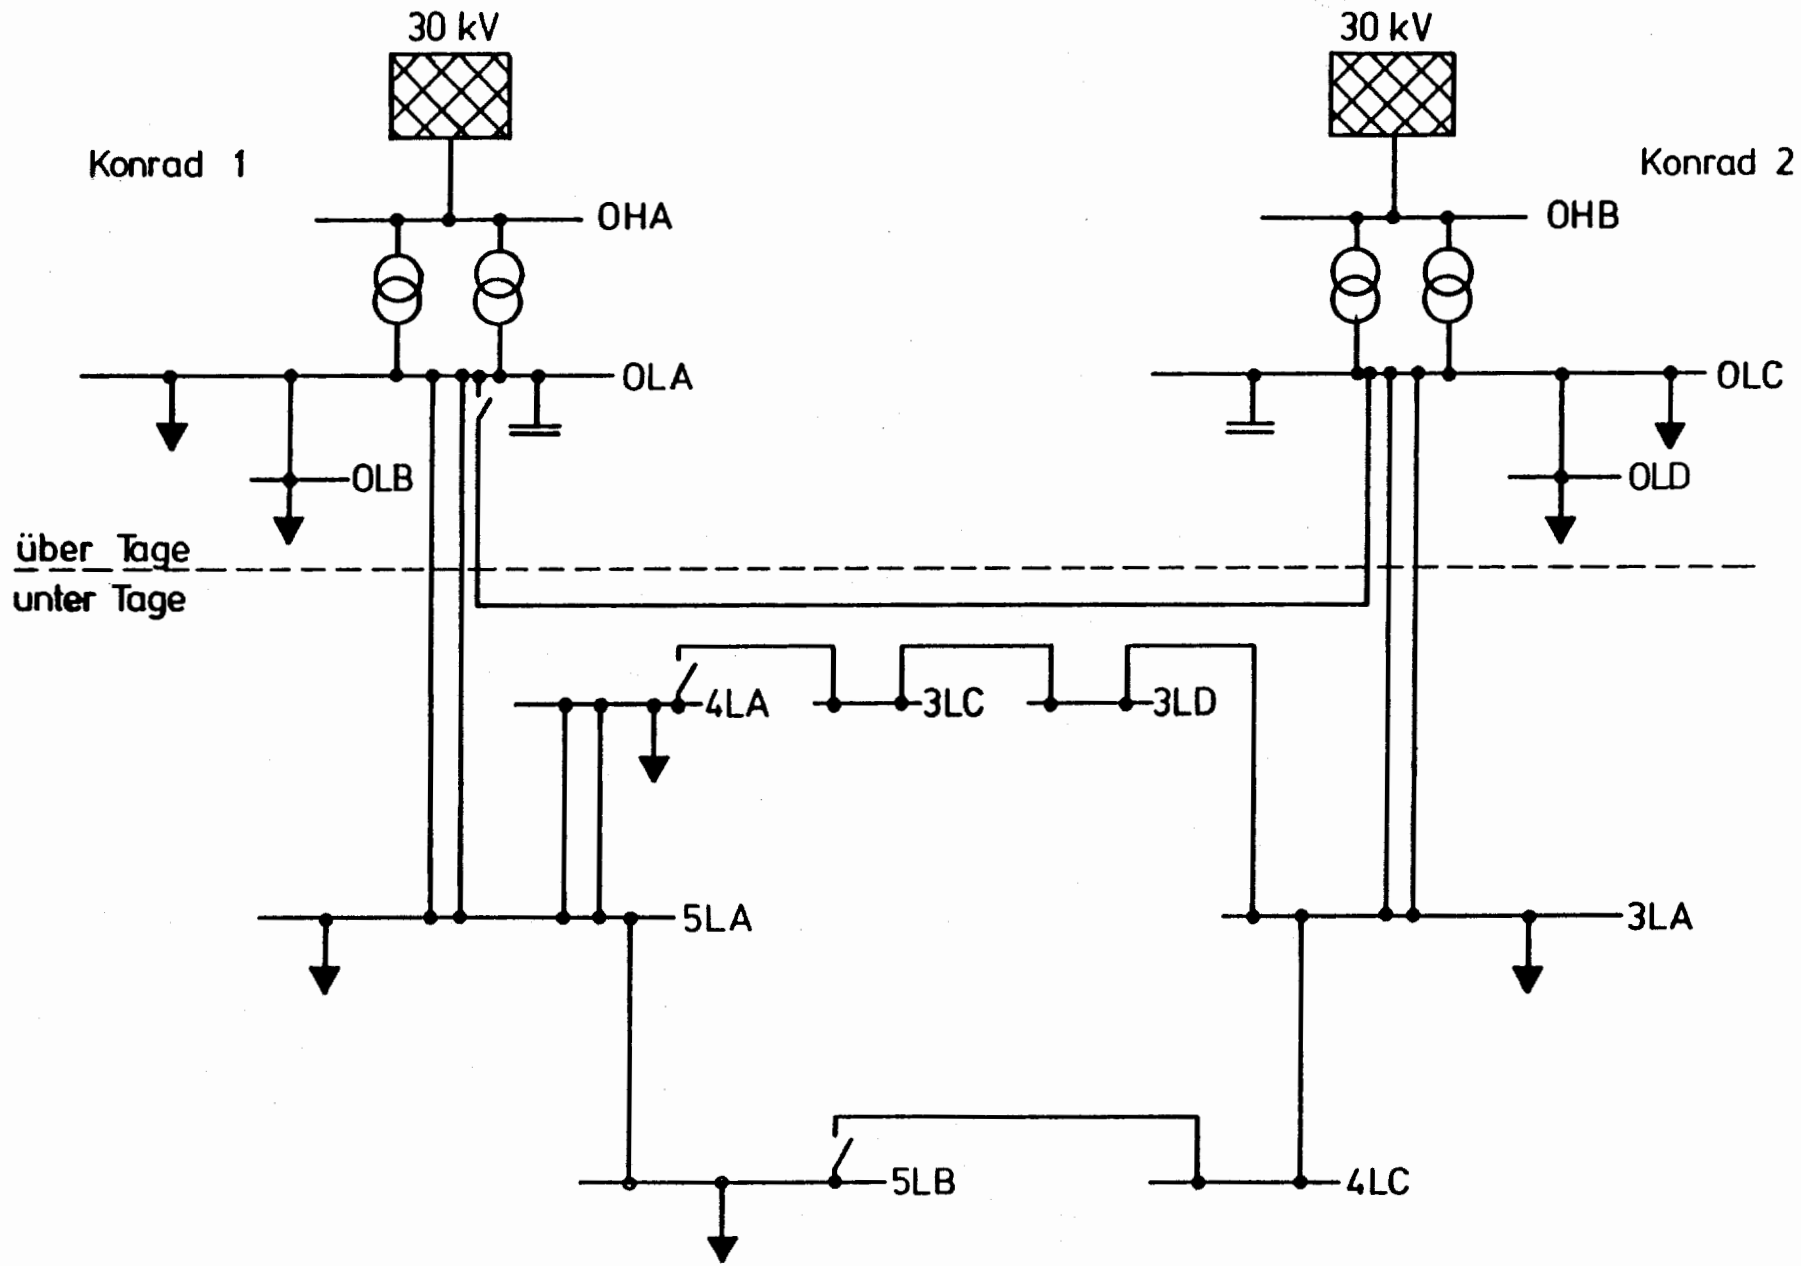 30 kV
30 kV
Konrad 1
Konrad 2
OHA
OHB
OLA
OLC
OLB
OLD
über Tage
unter Tage
4LA
3LC
3LD
5LA
3LA
5LB
4LC